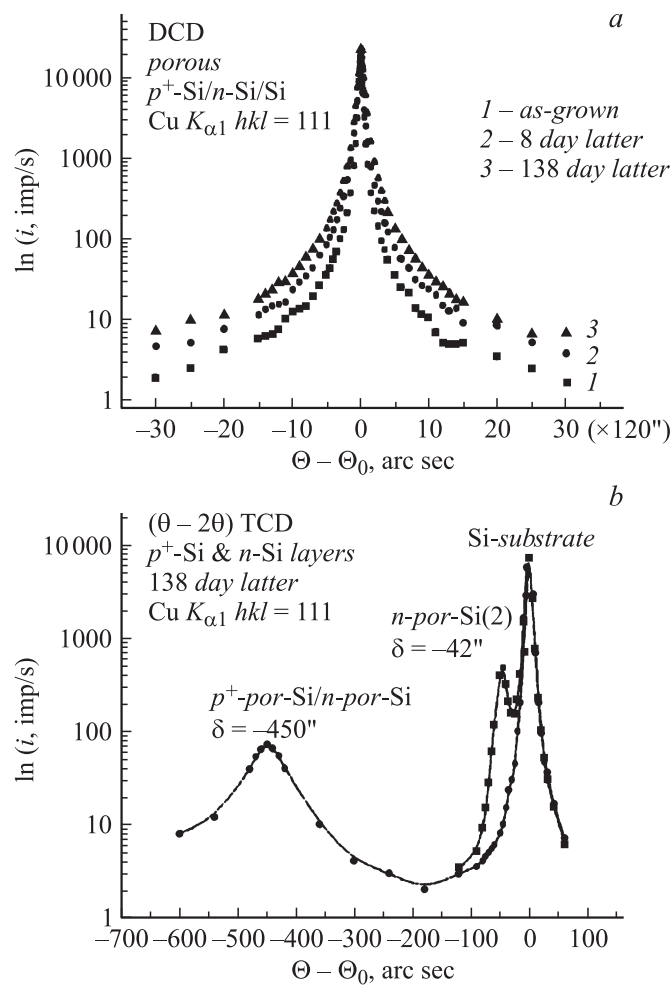 a
DCD
porous
p⁺-Si/n-Si/Si
Cu Kα1 hkl = 111
1 – as-grown
2 – 8 day latter
3 – 138 day latter
ln (i, imp/s)
10 000
1000
100
10
1
3
2
1
–30 –20 –10 0 10 20 30 (×120")
Θ – Θ₀, arc sec
b
(θ – 2θ) TCD
p⁺-Si & n-Si layers
138 day latter
Cu Kα1 hkl = 111
Si-substrate
n-por-Si(2)
δ = –42"
p⁺-por-Si/n-por-Si
δ = –450"
ln (i, imp/s)
10 000
1000
100
10
1
–700 –600 –500 –400 –300 –200 –100 0 100
Θ – Θ₀, arc sec